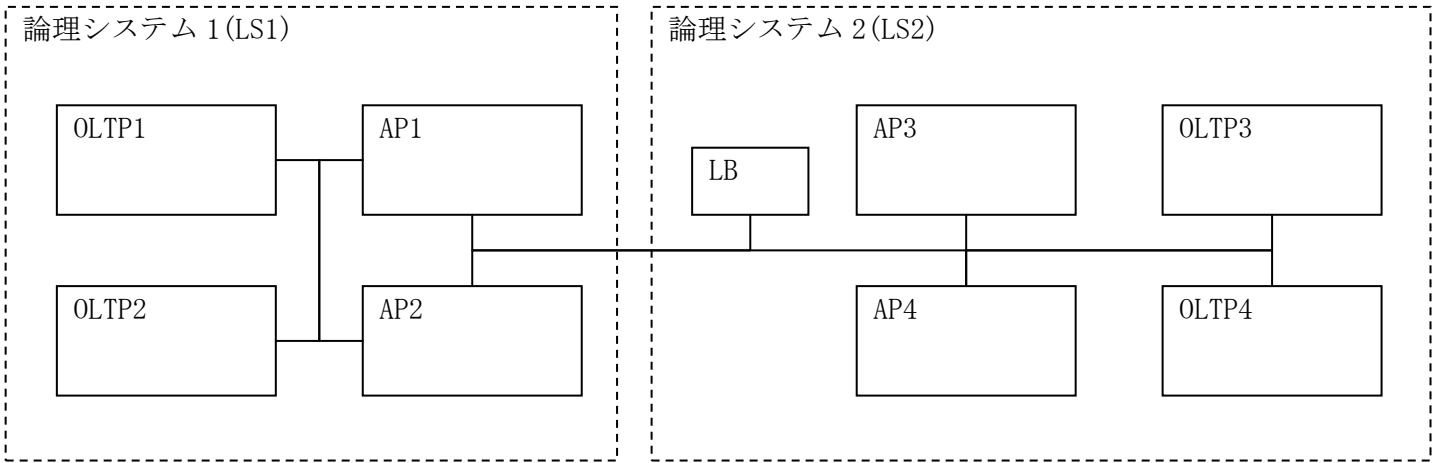 論理システム1(LS1)
論理システム2(LS2)
OLTP1
AP1
LB
AP3
OLTP3
OLTP2
AP2
AP4
OLTP4